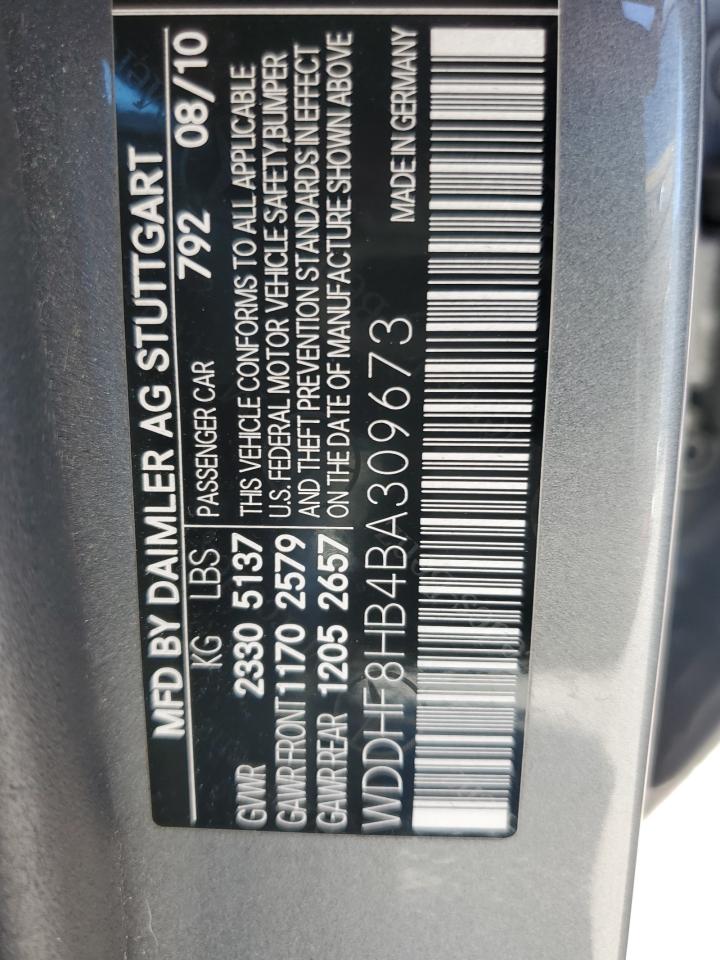 MFD BY DAIMLER AG STUTTGART
792 08/10
KG LBS
PASSENGER CAR
GVWR 2330 5137
GAWR FRONT 1170 2579
GAWR REAR 1205 2657
THIS VEHICLE CONFORMS TO ALL APPLICABLE
U.S. FEDERAL MOTOR VEHICLE SAFETY,BUMPER
AND THEFT PREVENTION STANDARDS IN EFFECT
ON THE DATE OF MANUFACTURE SHOWN ABOVE
MADE IN GERMANY
WDDHF8HB4BA309673